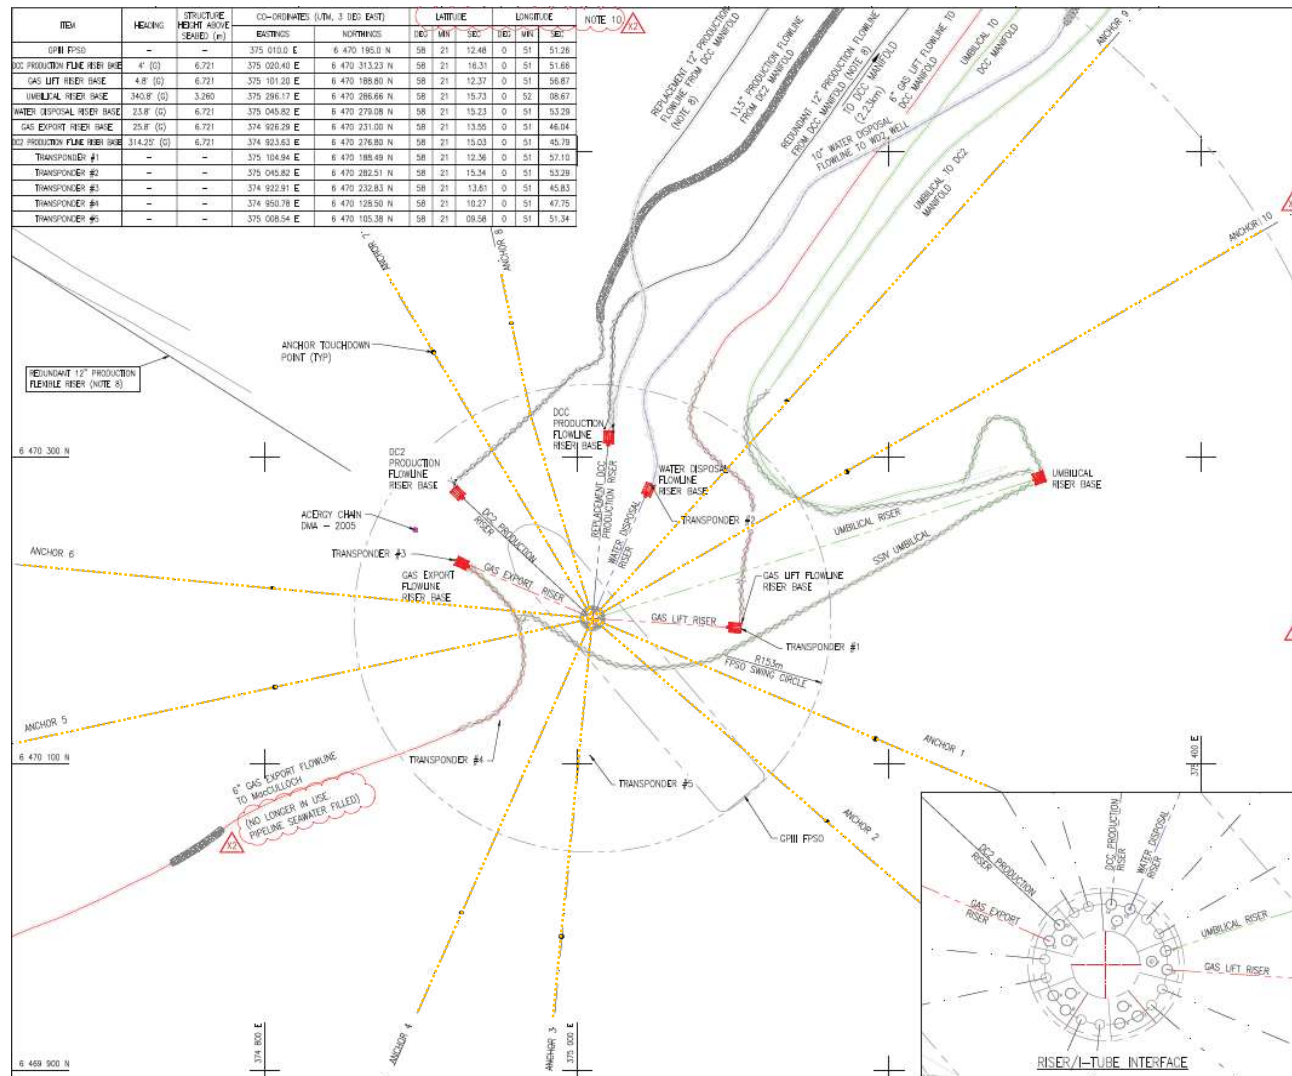 ITEM HEADING STRUCTURE HEIGHT ABOVE SEABED (m) CO-ORDINATES (UTM, 3 DEG EAST) LATITUDE LONGITUDE NOTE 10 X2
EASTINGS NORTHINGS DEG MIN SEC DEG MIN SEC
GPIII FPSO – – 375 010.0 E 6 470 195.0 N 58 21 12.48 0 51 51.26
DCC PRODUCTION F'LINE RISER BASE 4° (G) 6.721 375 020.40 E 6 470 313.23 N 58 21 16.31 0 51 51.66
GAS LIFT RISER BASE 4.8° (G) 6.721 375 101.20 E 6 470 188.60 N 58 21 12.37 0 51 56.87
UMBILICAL RISER BASE 340.8° (G) 3.260 375 296.17 E 6 470 286.66 N 58 21 15.73 0 52 08.67
WATER DISPOSAL RISER BASE 23.8° (G) 6.721 375 045.82 E 6 470 279.08 N 58 21 15.23 0 51 53.29
GAS EXPORT RISER BASE 25.8° (G) 6.721 374 926.29 E 6 470 231.00 N 58 21 13.55 0 51 46.04
DC2 PRODUCTION F'LINE RISER BASE 314.25° (G) 6.721 374 923.63 E 6 470 276.80 N 58 21 15.03 0 51 45.79
TRANSPONDER #1 – – 375 104.94 E 6 470 188.49 N 58 21 12.36 0 51 57.10
TRANSPONDER #2 – – 375 045.82 E 6 470 282.51 N 58 21 15.34 0 51 53.29
TRANSPONDER #3 – – 374 922.91 E 6 470 232.83 N 58 21 13.61 0 51 45.83
TRANSPONDER #4 – – 374 950.78 E 6 470 128.50 N 58 21 10.27 0 51 47.75
TRANSPONDER #5 – – 375 008.54 E 6 470 105.38 N 58 21 09.58 0 51 51.34
REPLACEMENT 12" PRODUCTION
FLOWLINE FROM DCC MANIFOLD
(NOTE 8)
13.5" PRODUCTION FLOWLINE
FROM DC2 MANIFOLD
REDUNDANT 12" PRODUCTION FLOWLINE
FROM DCC MANIFOLD (NOTE 8)
TO DCC MANIFOLD
(2.23km)
6" GAS LIFT FLOWLINE TO
DCC MANIFOLD
UMBILICAL TO
DCC MANIFOLD
ANCHOR 9
10" WATER DISPOSAL
FLOWLINE TO WD2 WELL
UMBILICAL TO DC2
MANIFOLD
ANCHOR 10
ANCHOR 7
ANCHOR 8
ANCHOR TOUCHDOWN
POINT (TYP)
REDUNDANT 12" PRODUCTION
FLEXIBLE RISER (NOTE 8)
6 470 300 N
DC2
PRODUCTION
FLOWLINE
RISER BASE
DCC
PRODUCTION
FLOWLINE
RISER BASE
WATER DISPOSAL
FLOWLINE
RISER BASE
UMBILICAL
RISER BASE
ACERGY CHAIN
DMA – 2005
TRANSPONDER #2
TRANSPONDER #3
DC2 PRODUCTION
RISER
REPLACEMENT DCC
PRODUCTION RISER
WATER DISPOSAL
RISER
UMBILICAL RISER
SSIV UMBILICAL
ANCHOR 6
GAS EXPORT
FLOWLINE
RISER BASE
GAS EXPORT RISER
GAS LIFT FLOWLINE
RISER BASE
GAS LIFT RISER
TRANSPONDER #1
R153m
FPSO SWING CIRCLE
ANCHOR 5
ANCHOR 1
6 470 100 N
6" GAS EXPORT FLOWLINE
TO MacCULLOCH
(NO LONGER IN USE.
PIPELINE SEAWATER FILLED)
X2
TRANSPONDER #4
TRANSPONDER #5
375 400 E
ANCHOR 2
GPIII FPSO
ANCHOR 4
ANCHOR 3
374 800 E
375 000 E
6 469 900 N
DC2 PRODUCTION
RISER
DCC PRODUCTION
RISER
WATER DISPOSAL
RISER
GAS EXPORT
RISER
UMBILICAL RISER
GAS LIFT RISER
RISER/I-TUBE INTERFACE